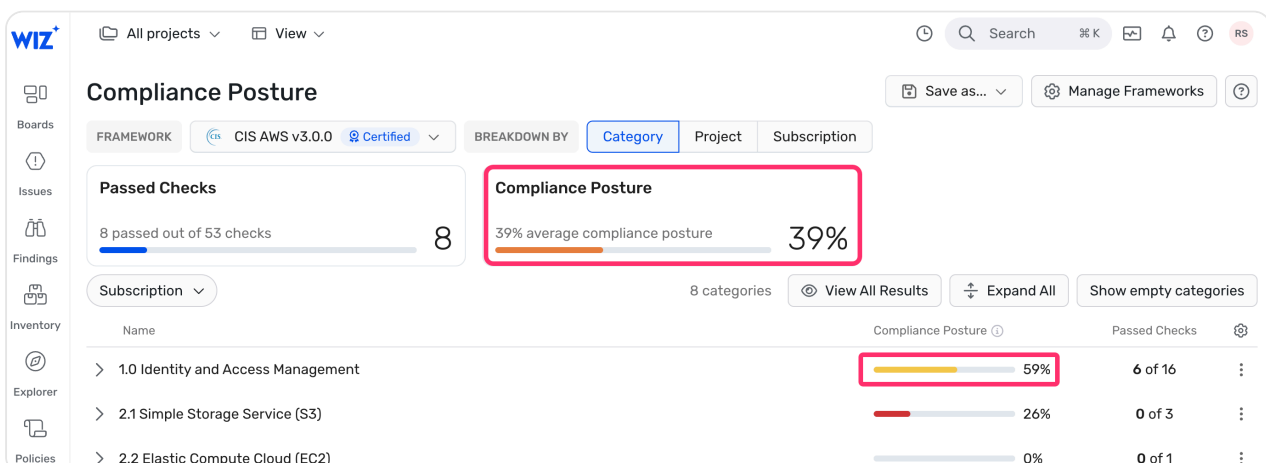 WIZ
All projects
View
Search ⌘ K
RS
Boards
Issues
Findings
Inventory
Explorer
Policies
Compliance Posture
Save as...
Manage Frameworks
FRAMEWORK
CIS CIS AWS v3.0.0 Certified
BREAKDOWN BY
Category Project Subscription
Passed Checks
8 passed out of 53 checks
8
Compliance Posture
39% average compliance posture
39%
Subscription
8 categories
View All Results
Expand All
Show empty categories
Name Compliance Posture Passed Checks
1.0 Identity and Access Management 59% 6 of 16
2.1 Simple Storage Service (S3) 26% 0 of 3
2.2 Elastic Compute Cloud (EC2) 0% 0 of 1